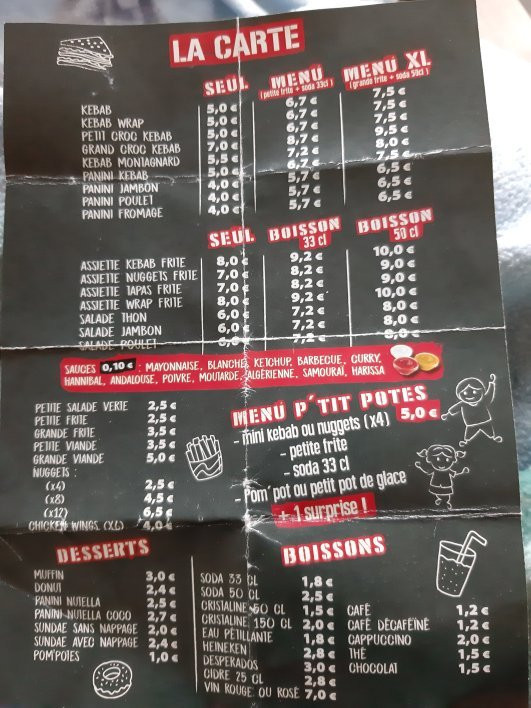 LA CARTE
SEUL MENU MENU XL
(petite frite + soda 33cl) (grande frite + soda 50cl)
KEBAB 5,0 € 6,7 € 7,5 €
KEBAB WRAP 5,0 € 6,7 € 7,5 €
PETIT CROC KEBAB 5,0 € 6,7 € 7,5 €
GRAND CROC KEBAB 7,0 € 8,7 € 9,5 €
KEBAB MONTAGNARD 5,5 € 7,2 € 8,0 €
PANINI KEBAB 5,0 € 6,7 € 7,5 €
PANINI JAMBON 4,0 € 5,7 € 6,5 €
PANINI POULET 4,0 € 5,7 € 6,5 €
PANINI FROMAGE 4,0 € 5,7 € 6,5 €
SEUL BOISSON BOISSON
33 cl 50 cl
ASSIETTE KEBAB FRITE 8,0 € 9,2 € 10,0 €
ASSIETTE NUGGETS FRITE 7,0 € 8,2 € 9,0 €
ASSIETTE TAPAS FRITE 7,0 € 8,2 € 9,0 €
ASSIETTE WRAP FRITE 8,0 € 9,2 € 10,0 €
SALADE THON 6,0 € 7,2 € 8,0 €
SALADE JAMBON 6,0 € 7,2 € 8,0 €
SALADE POULET 6,0 € 7,2 € 8,0 €
SAUCES 0,10 € : MAYONNAISE, BLANCHE, KETCHUP, BARBECUE, CURRY,
HANNIBAL, ANDALOUSE, POIVRE, MOUTARDE, ALGÉRIENNE, SAMOURAÏ, HARISSA
PETITE SALADE VERTE 2,5 €
PETITE FRITE 2,5 €
GRANDE FRITE 3,5 €
PETITE VIANDE 3,5 €
GRANDE VIANDE 5,0 €
NUGGETS :
(x4) 2,5 €
(x8) 4,5 €
(x12) 6,5 €
CHICKEN WINGS (X6) 4,0 €
MENU P'TIT POTES
5,0 €
- mini kebab ou nuggets (x4)
- petite frite
- soda 33 cl
- Pom' pot ou petit pot de glace
+ 1 surprise !
DESSERTS
MUFFIN 3,0 €
DONUT 2,4 €
PANINI NUTELLA 2,5 €
PANINI NUTELLA COCO 2,7 €
SUNDAE SANS NAPPAGE 2,0 €
SUNDAE AVEC NAPPAGE 2,4 €
POM'POTES 1,0 €
BOISSONS
SODA 33 CL 1,8 €
SODA 50 CL 2,5 €
CRISTALINE 50 CL 1,5 €
CRISTALINE 150 CL 2,0 €
EAU PÉTILLANTE 1,8 €
HEINEKEN 2,8 €
DESPERADOS 3,0 €
CIDRE 25 CL 2,8 €
VIN ROUGE OU ROSÉ 7,0 €
CAFÉ 1,2 €
CAFÉ DÉCAFÉINÉ 1,2 €
CAPPUCCINO 2,0 €
THÉ 1,5 €
CHOCOLAT 1,5 €